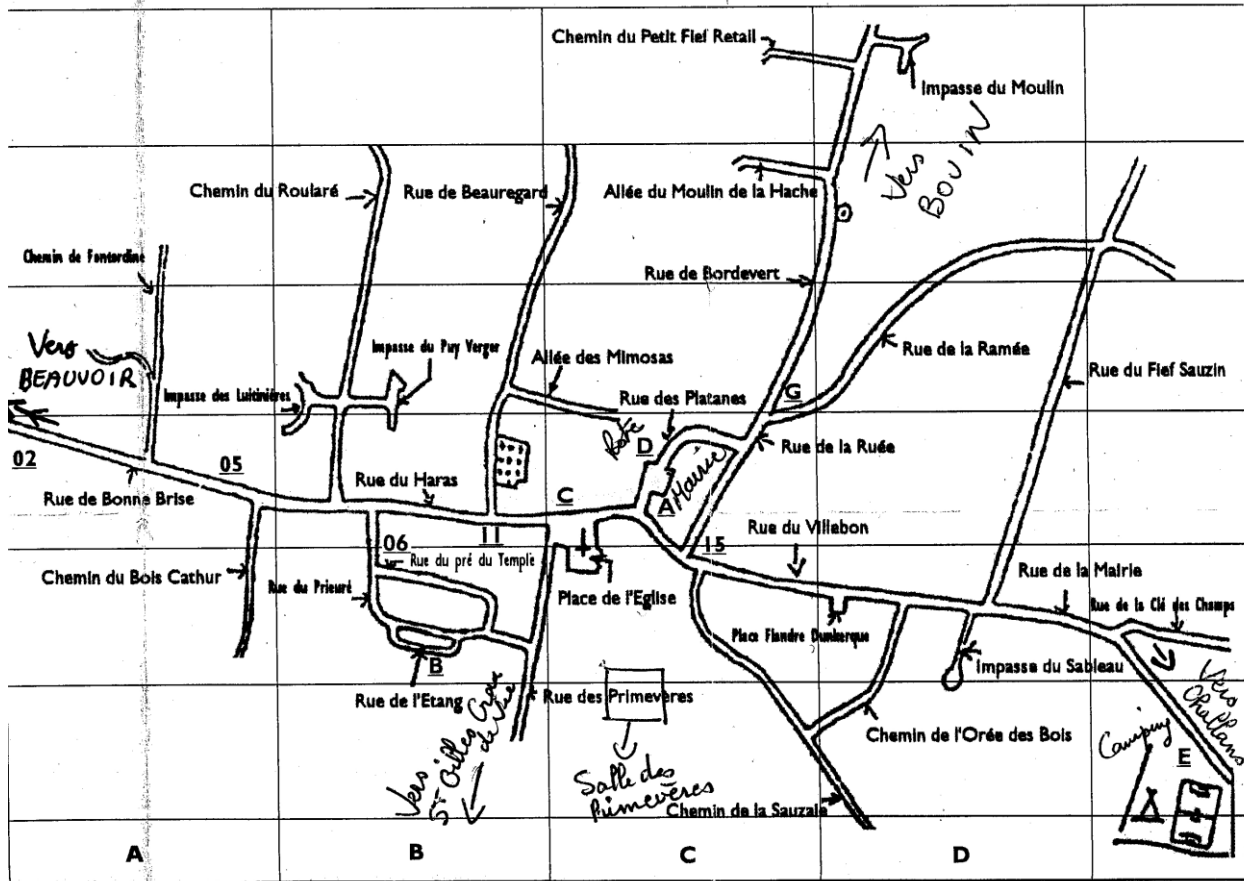 Chemin du Petit Fief Retail
Impasse du Moulin
Vers
BOUIN
Chemin du Roularé
Rue de Beauregard
Allée du Moulin de la Hache
Chemin de Fontordine
Rue de Bordevert
Vers
BEAUVOIR
Impasse du Puy Verger
Allée des Mimosas
Rue de la Ramée
Rue du Fief Sauzin
Impasse des Luitinières
Rue des Platanes
G
Poste
D
Rue de la Ruée
02
05
Rue de Bonne Brise
Rue du Haras
C
A
Mairie
11
06
Rue du pré du Temple
15
Rue du Villebon
Chemin du Bois Cathur
Rue du Prieuré
Place de l'Eglise
Rue de la Mairie
Rue de la Clé des Champs
Place Flandre Dunkerque
B
Rue de l'Etang
Rue des Primevères
Impasse du Sableau
Vers
Challans
Vers
St Gilles Croix
de Vie
Chemin de l'Orée des Bois
Camping
E
Salle des
Primevères
Chemin de la Sauzaie
A
B
C
D